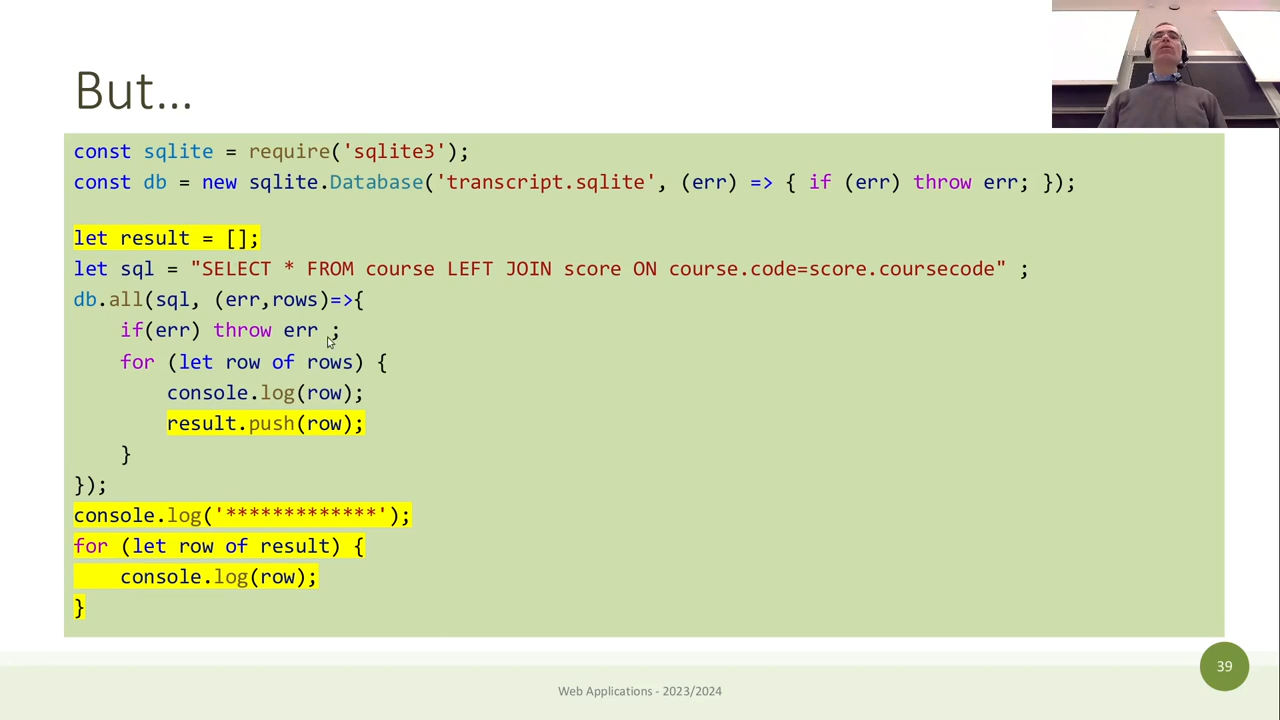 But…
const sqlite = require('sqlite3');
const db = new sqlite.Database('transcript.sqlite', (err) => { if (err) throw err; });
let result = [];
let sql = "SELECT * FROM course LEFT JOIN score ON course.code=score.coursecode" ;
db.all(sql, (err,rows)=>{
    if(err) throw err ;
    for (let row of rows) {
        console.log(row);
        result.push(row);
    }
});
console.log('*************');
for (let row of result) {
    console.log(row);
}
39
Web Applications - 2023/2024